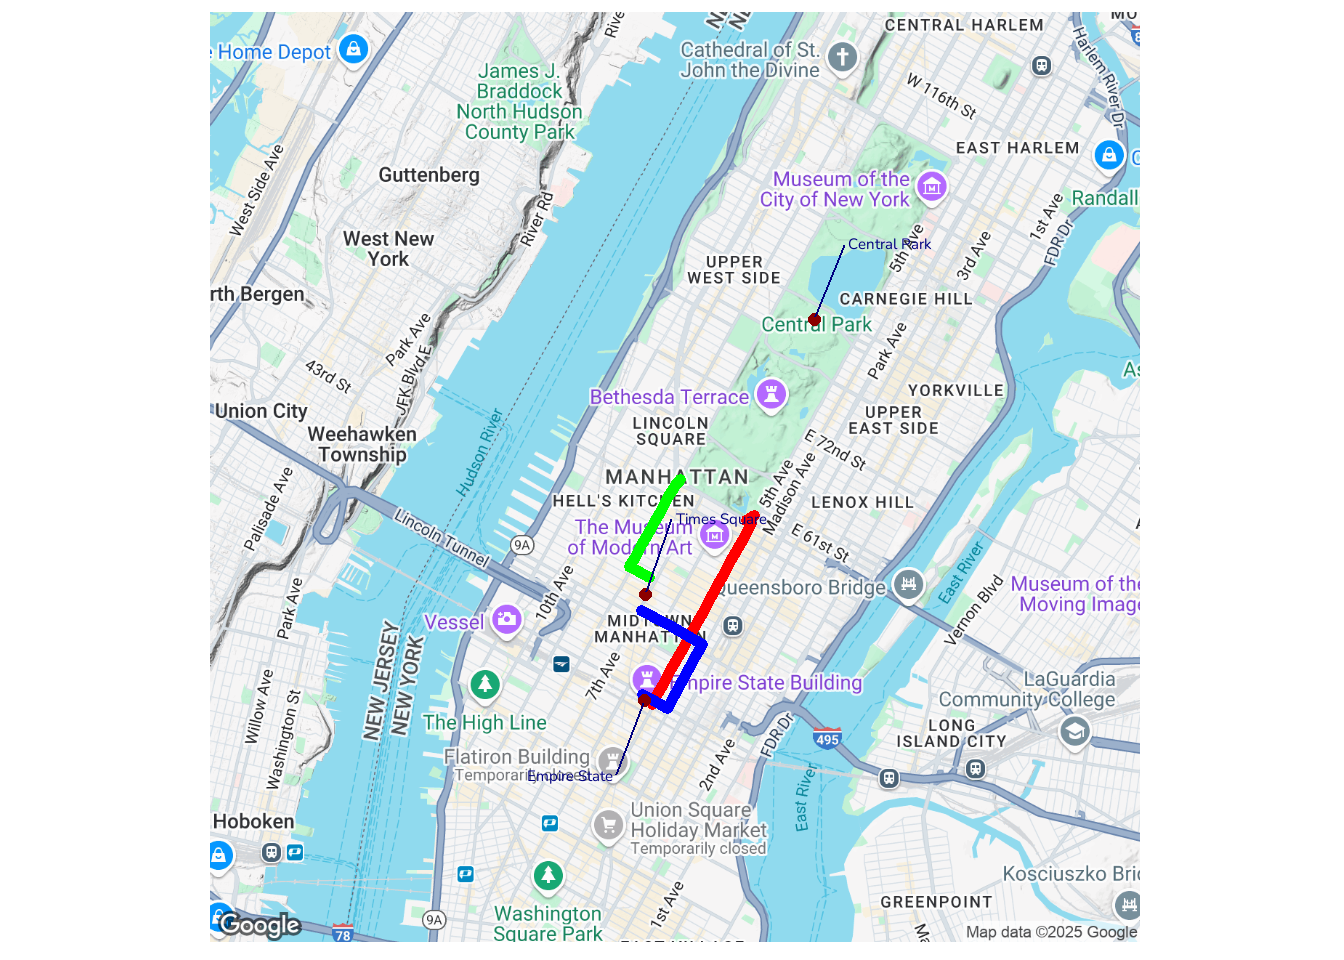 MO
CENTRAL HARLEM
Cathedral of St.
John the Divine
Home Depot
James J.
Braddock
North Hudson
County Park
W 116th St
Harlem River Dr
EAST HARLEM
Guttenberg
West Side Ave
River Rd
Museum of the
City of New York
Randall
1st Ave
FDR Dr
West New
York
Central Park
5th Ave
3rd Ave
UPPER
WEST SIDE
rth Bergen
CARNEGIE HILL
Central Park
Park Ave
JFK Blvd E
43rd St
Park Ave
YORKVILLE
Bethesda Terrace
Union City
Weehawken
Township
LINCOLN
SQUARE
UPPER
EAST SIDE
E 72nd St
Hudson River
MANHATTAN
HELL'S KITCHEN
5th Ave
Madison Ave
LENOX HILL
Palisade Ave
Lincoln Tunnel
9A
Times Square
The Museum
of Modern Art
E 61st St
East River
Queensboro Bridge
Museum of the
Moving Image
Vernon Blvd
10th Ave
Park Ave
Vessel
MIDTOWN
MANHATTAN
NEW JERSEY
NEW YORK
7th Ave
Empire State Building
LaGuardia
Community College
Willow Ave
Washington St
The High Line
FDR Dr
495
LONG
ISLAND CITY
Flatiron Building
Temporarily closed
Empire State
2nd Ave
East River
Hoboken
Union Square
Holiday Market
Temporarily closed
1st Ave
Washington
Square Park
9A
78
Kosciuszko Bri
GREENPOINT
Google
Map data ©2025 Google